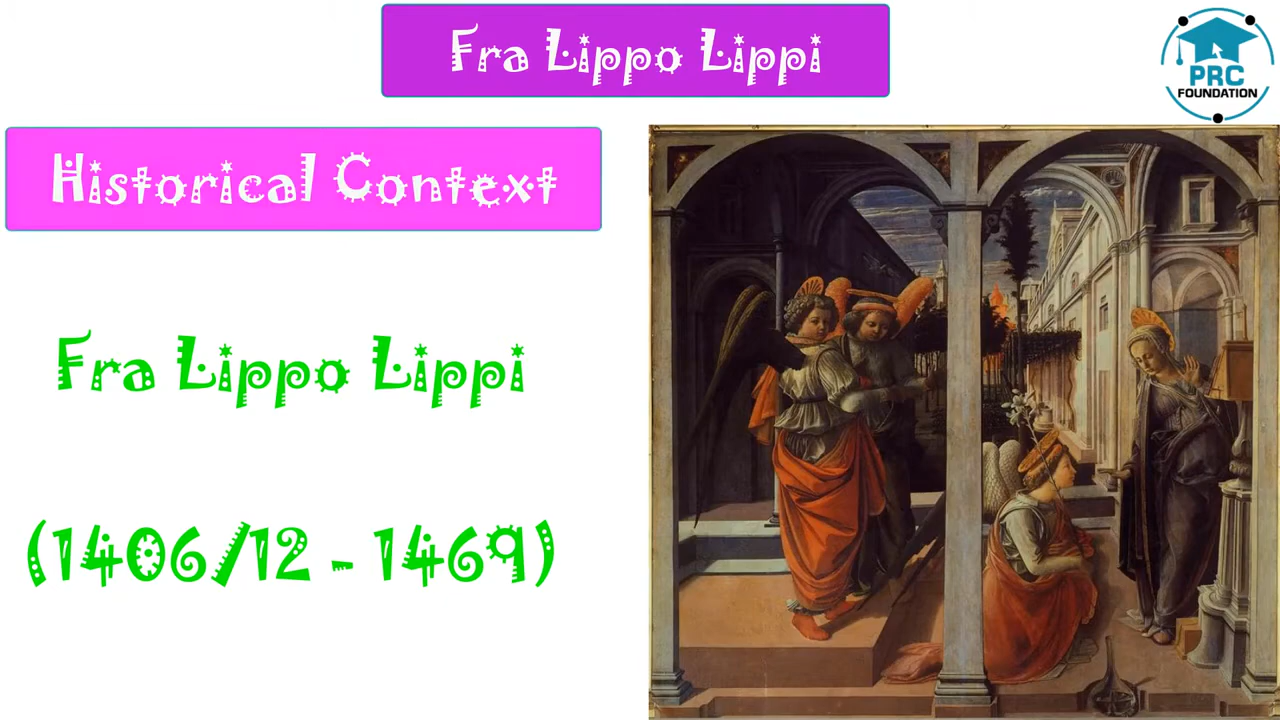 Fra Lippo Lippi
PRC
FOUNDATION
Historical Context
Fra Lippo Lippi
(1406/12 - 1469)